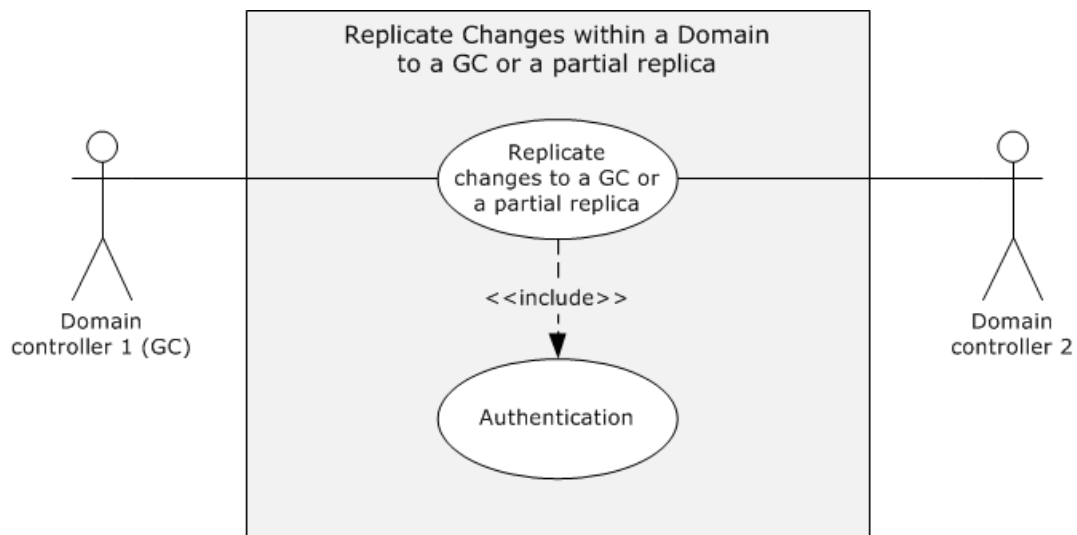 Replicate Changes within a Domain
to a GC or a partial replica
Replicate
changes to a GC or
a partial replica
<<include>>
Domain
controller 1 (GC)
Domain
controller 2
Authentication